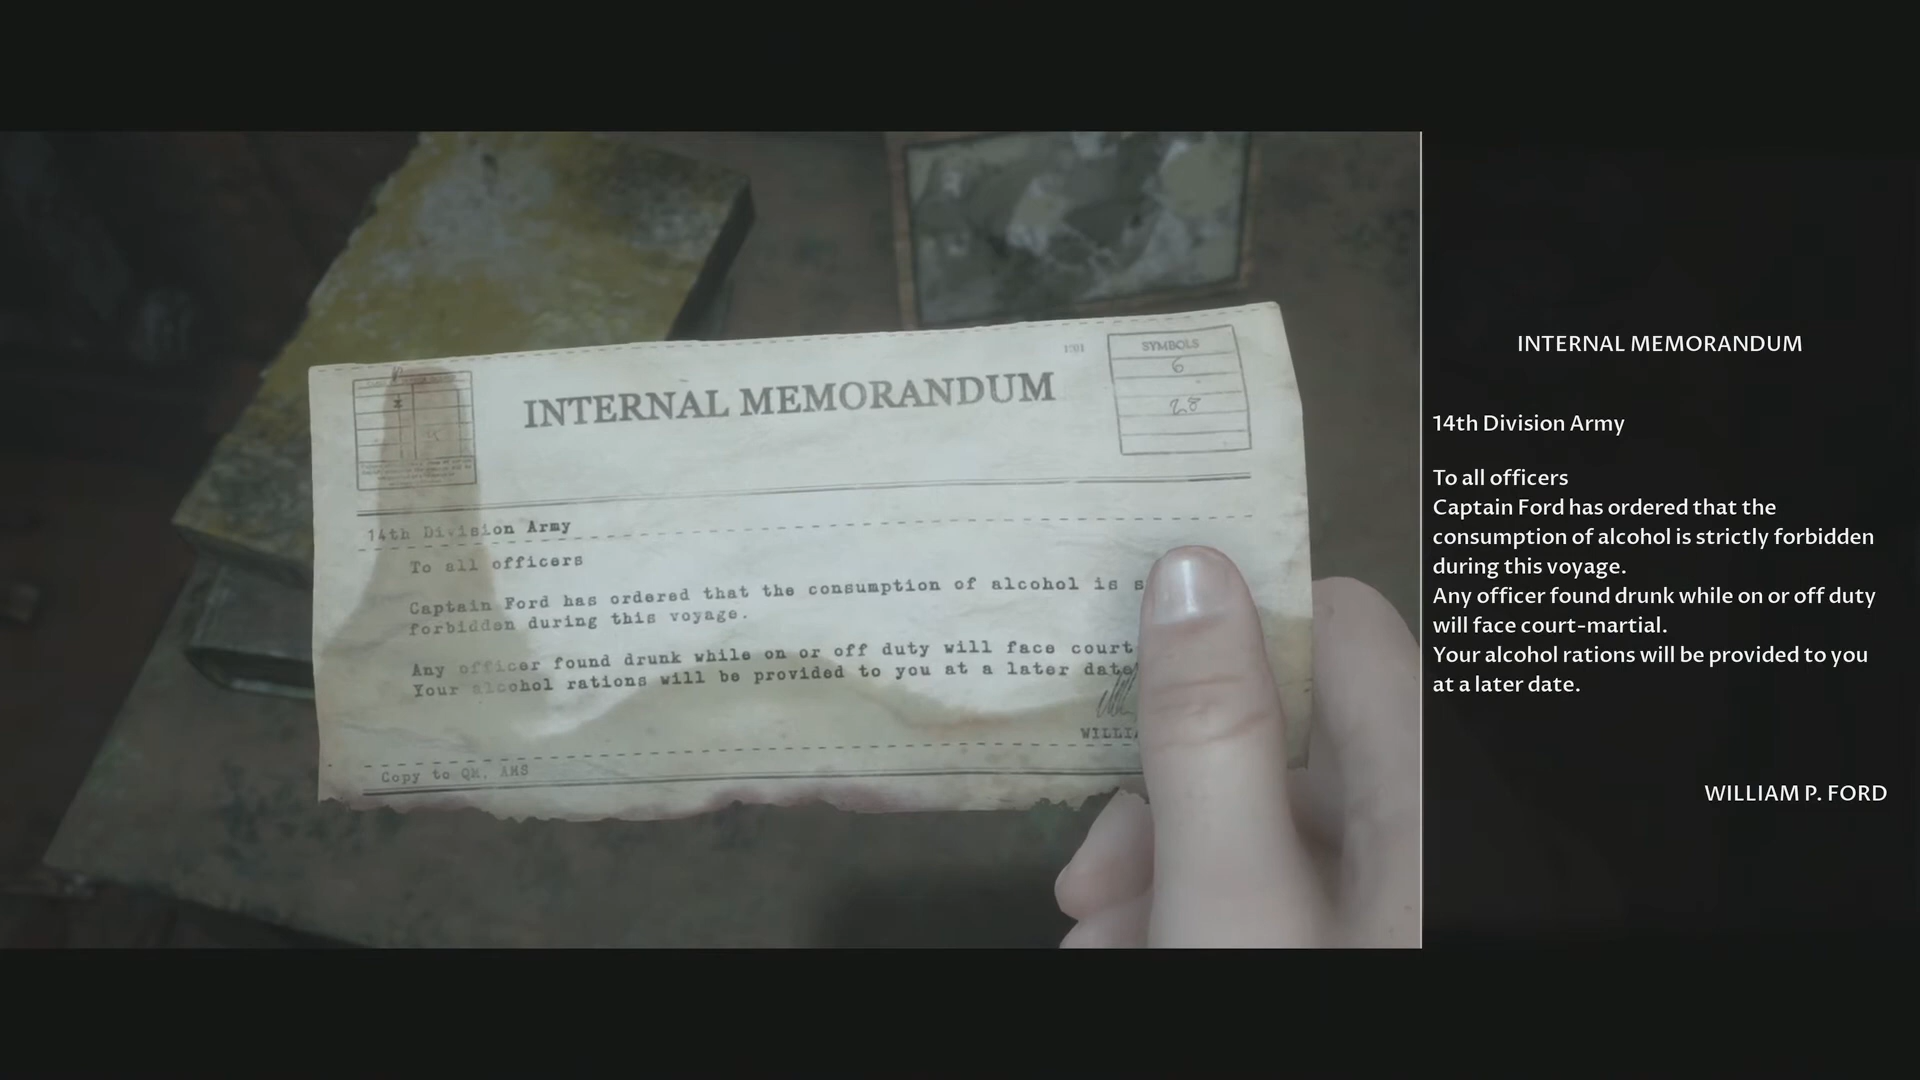 1701
SYMBOLS
6
28
INTERNAL MEMORANDUM
14th Division Army
To all officers
Captain Ford has ordered that the consumption of alcohol is s
forbidden during this voyage.
Any officer found drunk while on or off duty will face court
Your alcohol rations will be provided to you at a later date
WILLIA
Copy to QM, AMS
INTERNAL MEMORANDUM
14th Division Army
To all officers
Captain Ford has ordered that the
consumption of alcohol is strictly forbidden
during this voyage.
Any officer found drunk while on or off duty
will face court-martial.
Your alcohol rations will be provided to you
at a later date.
WILLIAM P. FORD